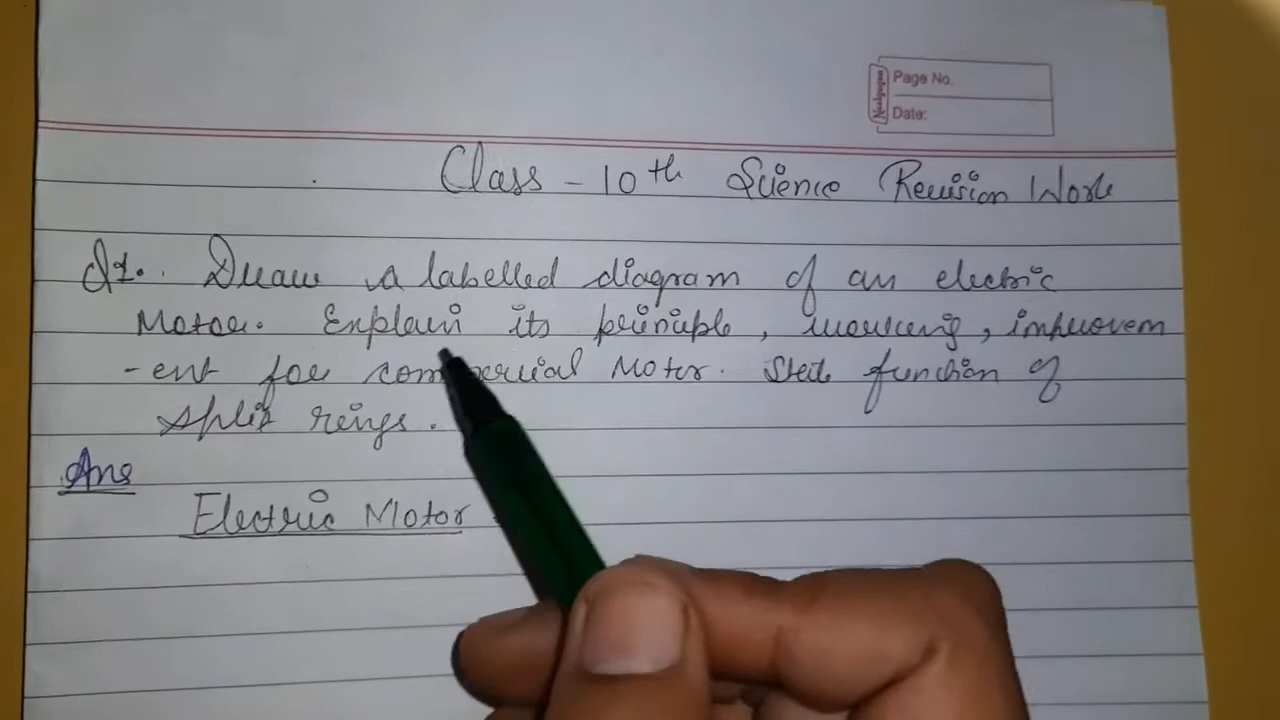 Neelgagan
Page No.
Date:
Class - 10th Science Revision Work
Q1. Draw a labelled diagram of an electric
Motor. Explain its principle, working, improvem
-ent for commercial Motor. State function of
split rings.
Ans
Electric Motor